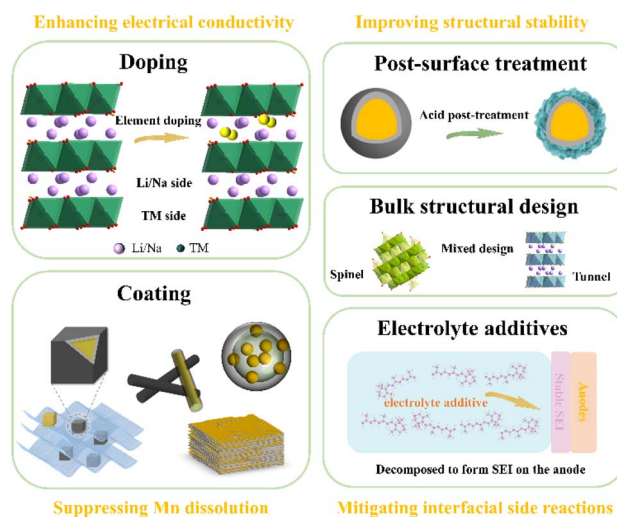 Enhancing electrical conductivity
Doping
Element doping
Li/Na side
TM side
Li/Na
TM
Coating
Suppressing Mn dissolution
Improving structural stability
Post-surface treatment
Acid post-treatment
Bulk structural design
Mixed design
Spinel
Tunnel
Electrolyte additives
electrolyte additive
Stable SEI
Anodes
Decomposed to form SEI on the anode
Mitigating interfacial side reactions